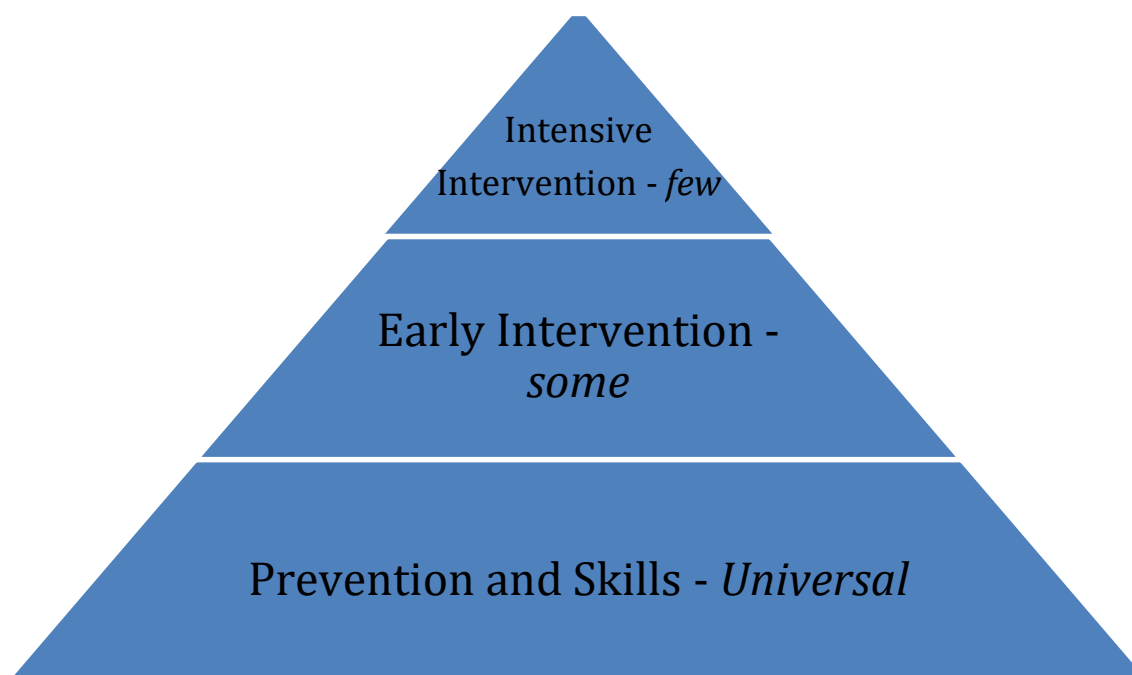 Intensive
Intervention - few
Early Intervention -
some
Prevention and Skills - Universal